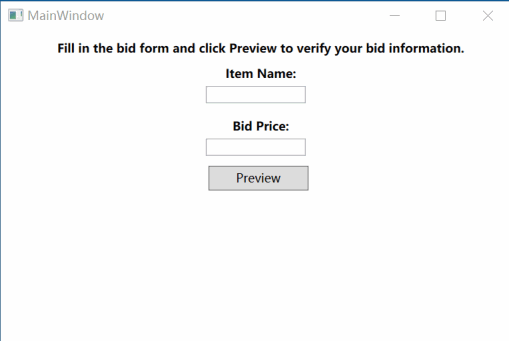 MainWindow
Fill in the bid form and click Preview to verify your bid information.
Item Name:
Bid Price:
Preview